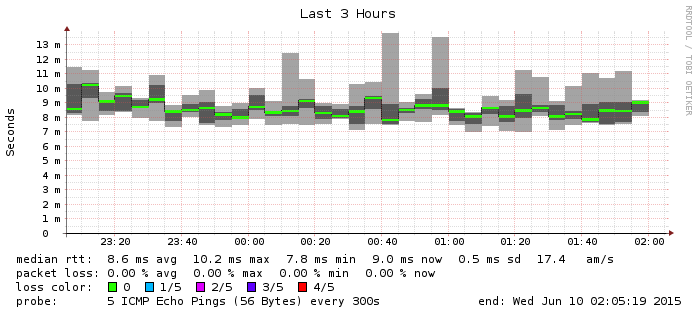 Last 3 Hours
RRDTOOL / TOBI OETIKER
Seconds
13 m
12 m
11 m
10 m
9 m
8 m
7 m
6 m
5 m
4 m
3 m
2 m
1 m
0
23:20 23:40 00:00 00:20 00:40 01:00 01:20 01:40 02:00
median rtt: 8.6 ms avg 10.2 ms max 7.8 ms min 9.0 ms now 0.5 ms sd 17.4 am/s
packet loss: 0.00 % avg 0.00 % max 0.00 % min 0.00 % now
loss color: 0 1/5 2/5 3/5 4/5
probe: 5 ICMP Echo Pings (56 Bytes) every 300s end: Wed Jun 10 02:05:19 2015